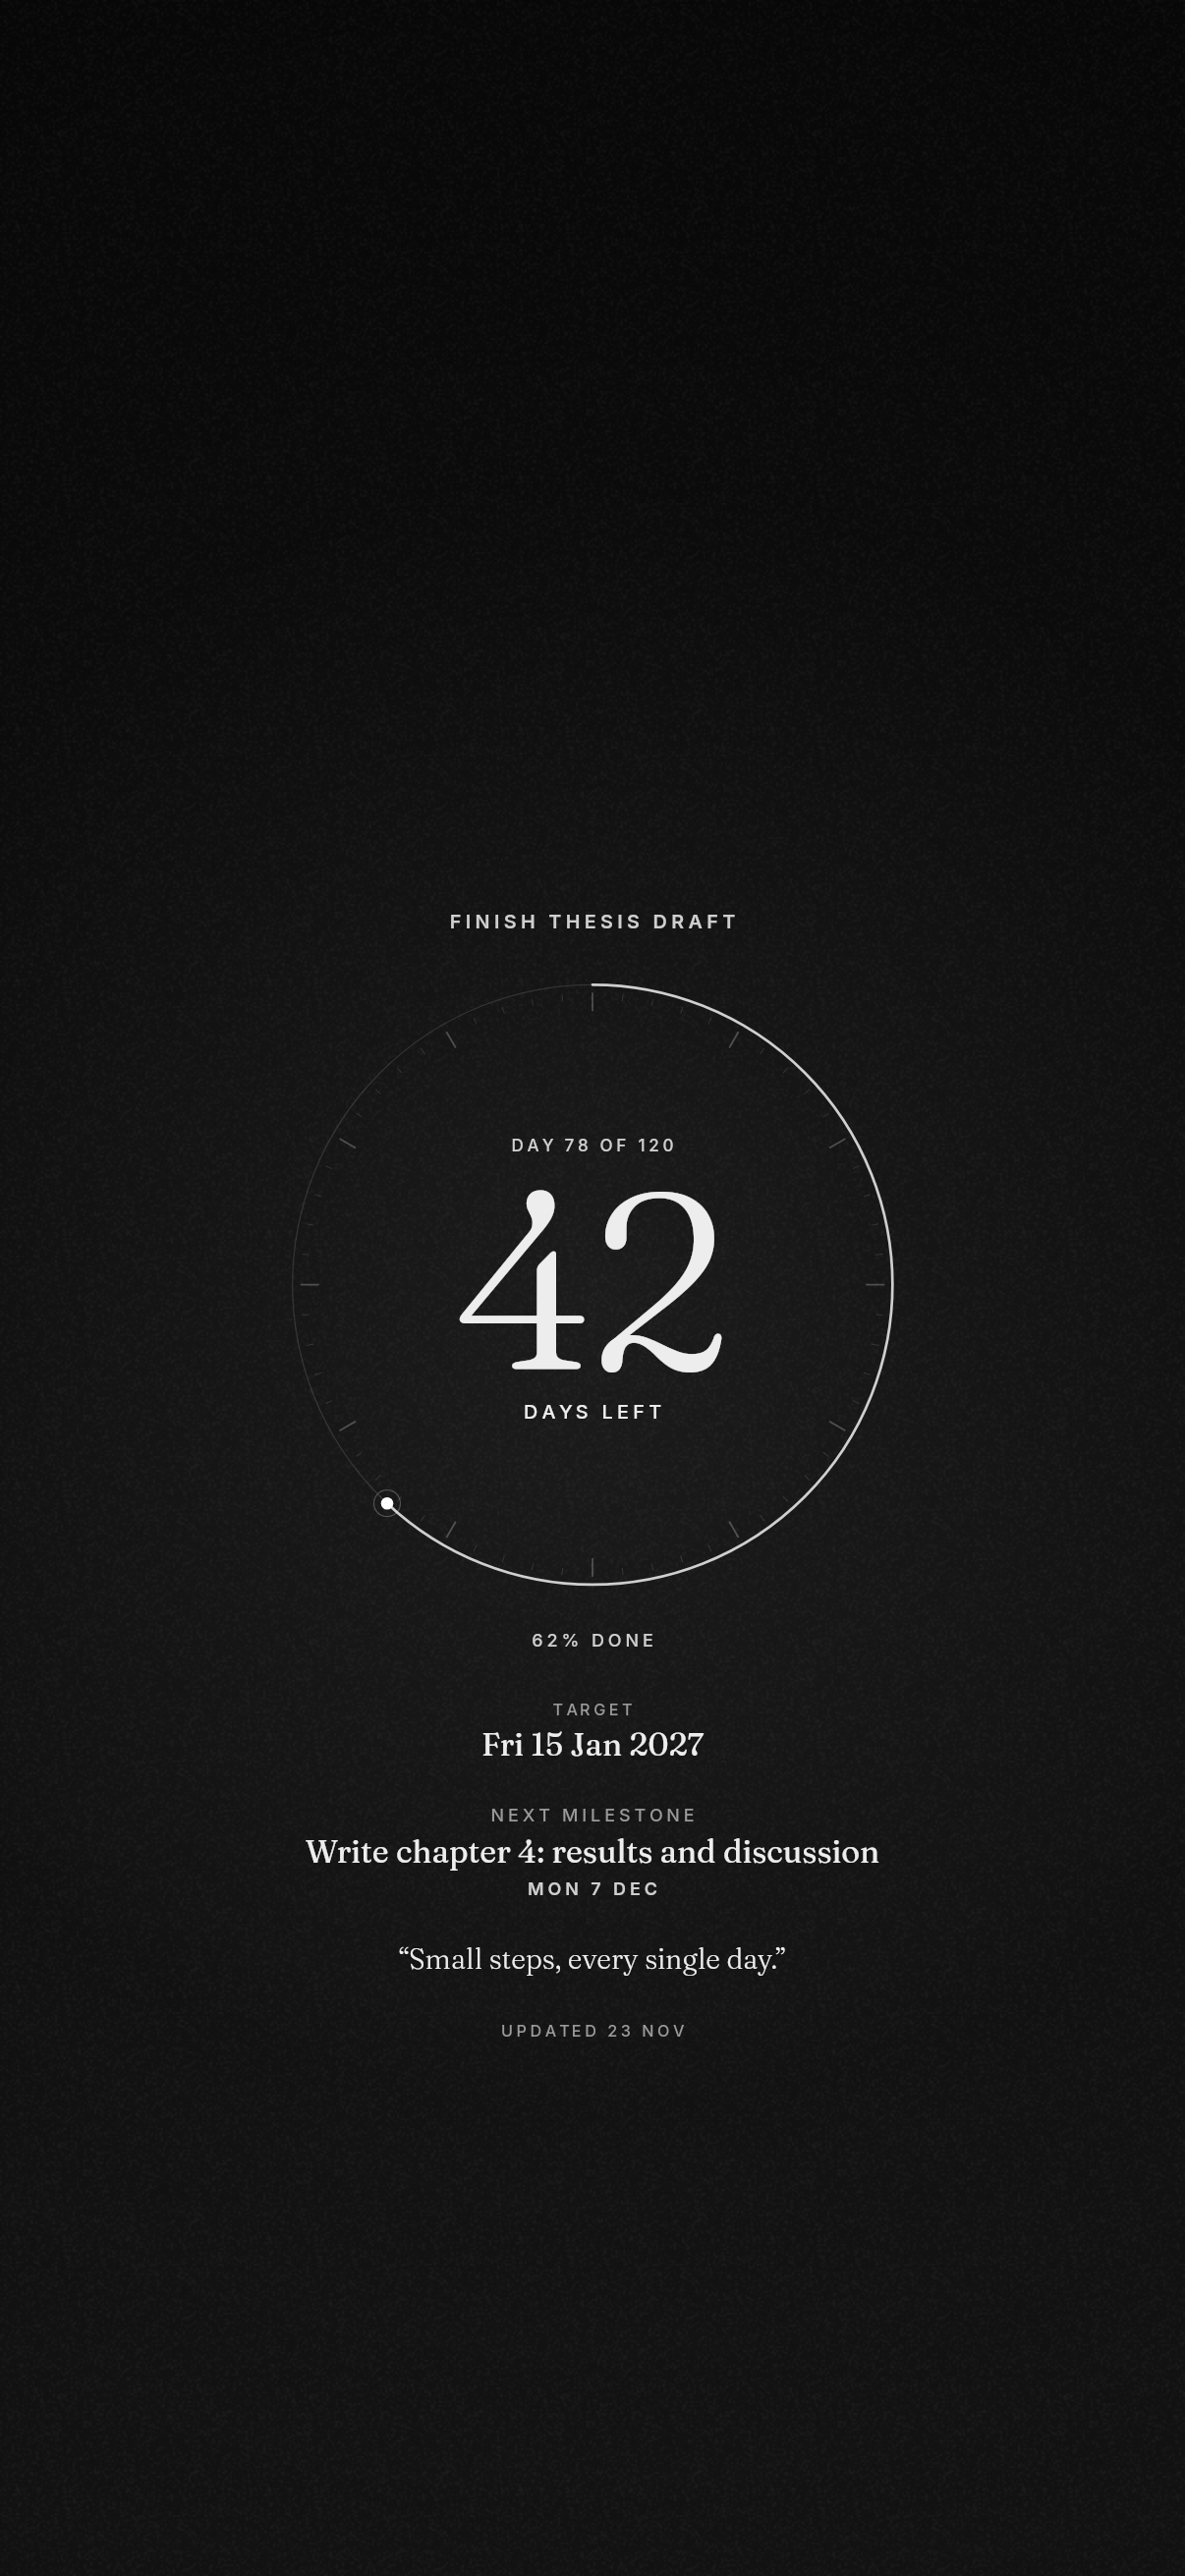 FINISH THESIS DRAFT
DAY 78 OF 120
42
DAYS LEFT
62% DONE
TARGET
Fri 15 Jan 2027
NEXT MILESTONE
Write chapter 4: results and discussion
MON 7 DEC
“Small steps, every single day.”
UPDATED 23 NOV